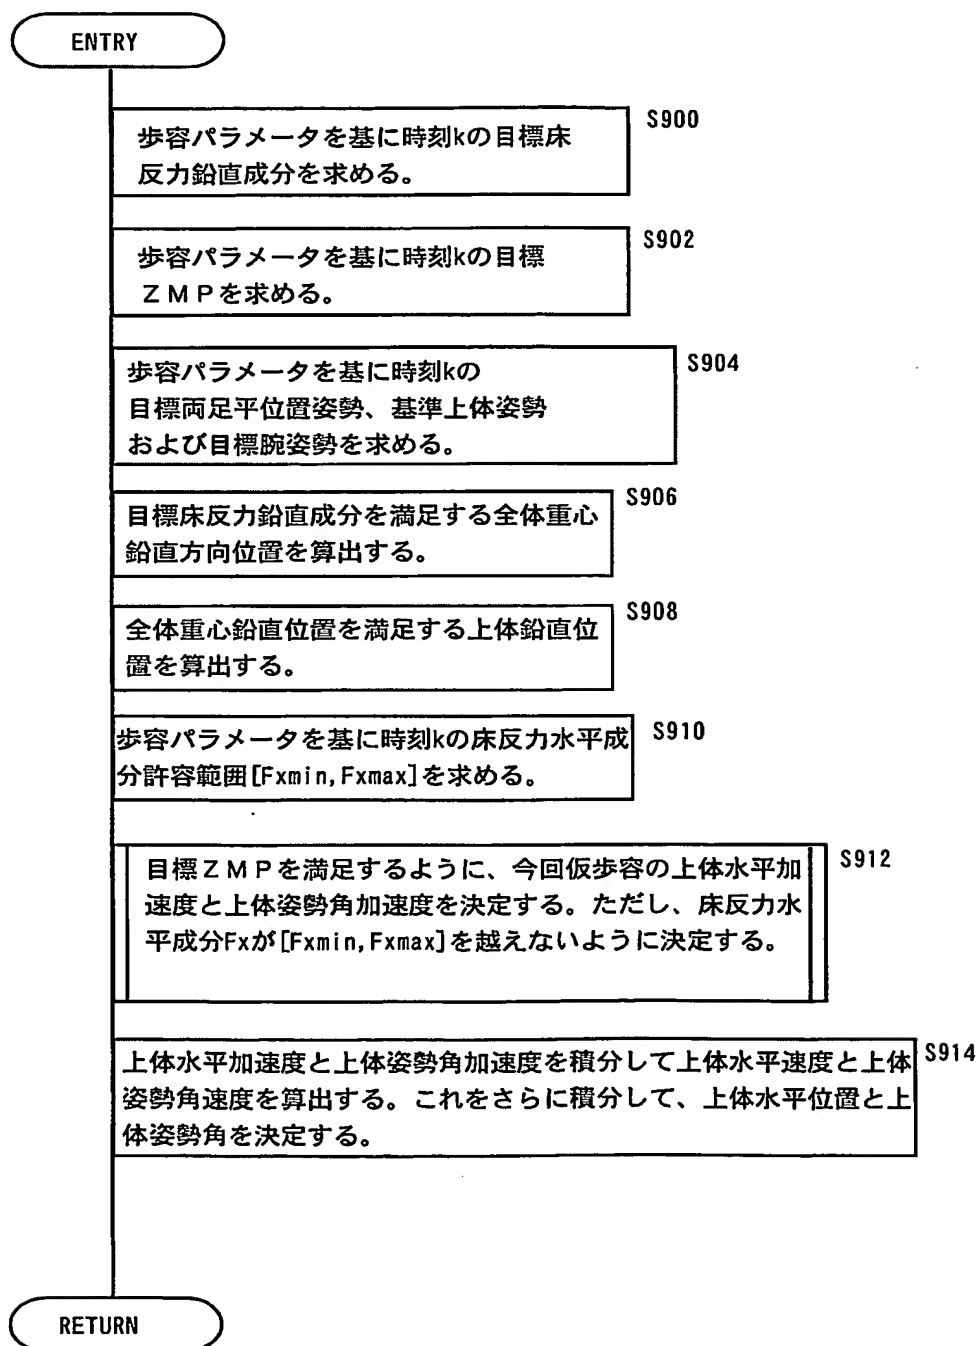 ENTRY
S900
歩容パラメータを基に時刻kの目標床
反力鉛直成分を求める。
S902
歩容パラメータを基に時刻kの目標
ＺＭＰを求める。
S904
歩容パラメータを基に時刻kの
目標両足平位置姿勢、基準上体姿勢
および目標腕姿勢を求める。
S906
目標床反力鉛直成分を満足する全体重心
鉛直方向位置を算出する。
S908
全体重心鉛直位置を満足する上体鉛直位
置を算出する。
S910
歩容パラメータを基に時刻kの床反力水平成
分許容範囲[Fxmin,Fxmax]を求める。
S912
目標ＺＭＰを満足するように、今回仮歩容の上体水平加
速度と上体姿勢角加速度を決定する。ただし、床反力水
平成分Fxが[Fxmin,Fxmax]を越えないように決定する。
S914
上体水平加速度と上体姿勢角加速度を積分して上体水平速度と上体
姿勢角速度を算出する。これをさらに積分して、上体水平位置と上
体姿勢角を決定する。
RETURN